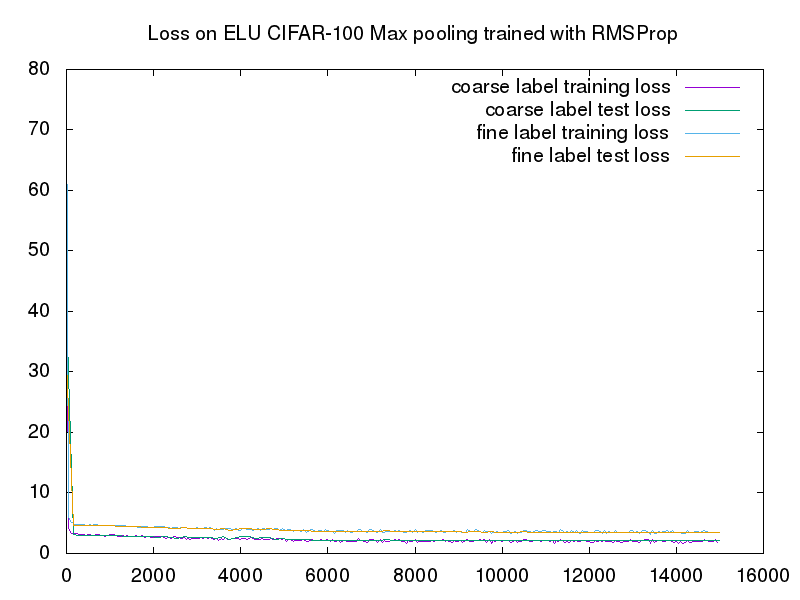 Loss on ELU CIFAR-100 Max pooling trained with RMSProp
80
70
60
50
40
30
20
10
0
coarse label training loss
coarse label test loss
fine label training loss
fine label test loss
0 2000 4000 6000 8000 10000 12000 14000 16000